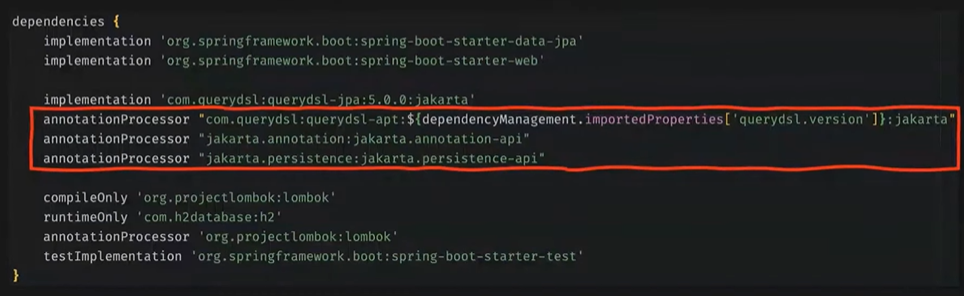 dependencies {
    implementation 'org.springframework.boot:spring-boot-starter-data-jpa'
    implementation 'org.springframework.boot:spring-boot-starter-web'

    implementation 'com.querydsl:querydsl-jpa:5.0.0:jakarta'
    annotationProcessor "com.querydsl:querydsl-apt:${dependencyManagement.importedProperties['querydsl.version']}:jakarta"
    annotationProcessor "jakarta.annotation:jakarta.annotation-api"
    annotationProcessor "jakarta.persistence:jakarta.persistence-api"

    compileOnly 'org.projectlombok:lombok'
    runtimeOnly 'com.h2database:h2'
    annotationProcessor 'org.projectlombok:lombok'
    testImplementation 'org.springframework.boot:spring-boot-starter-test'
}